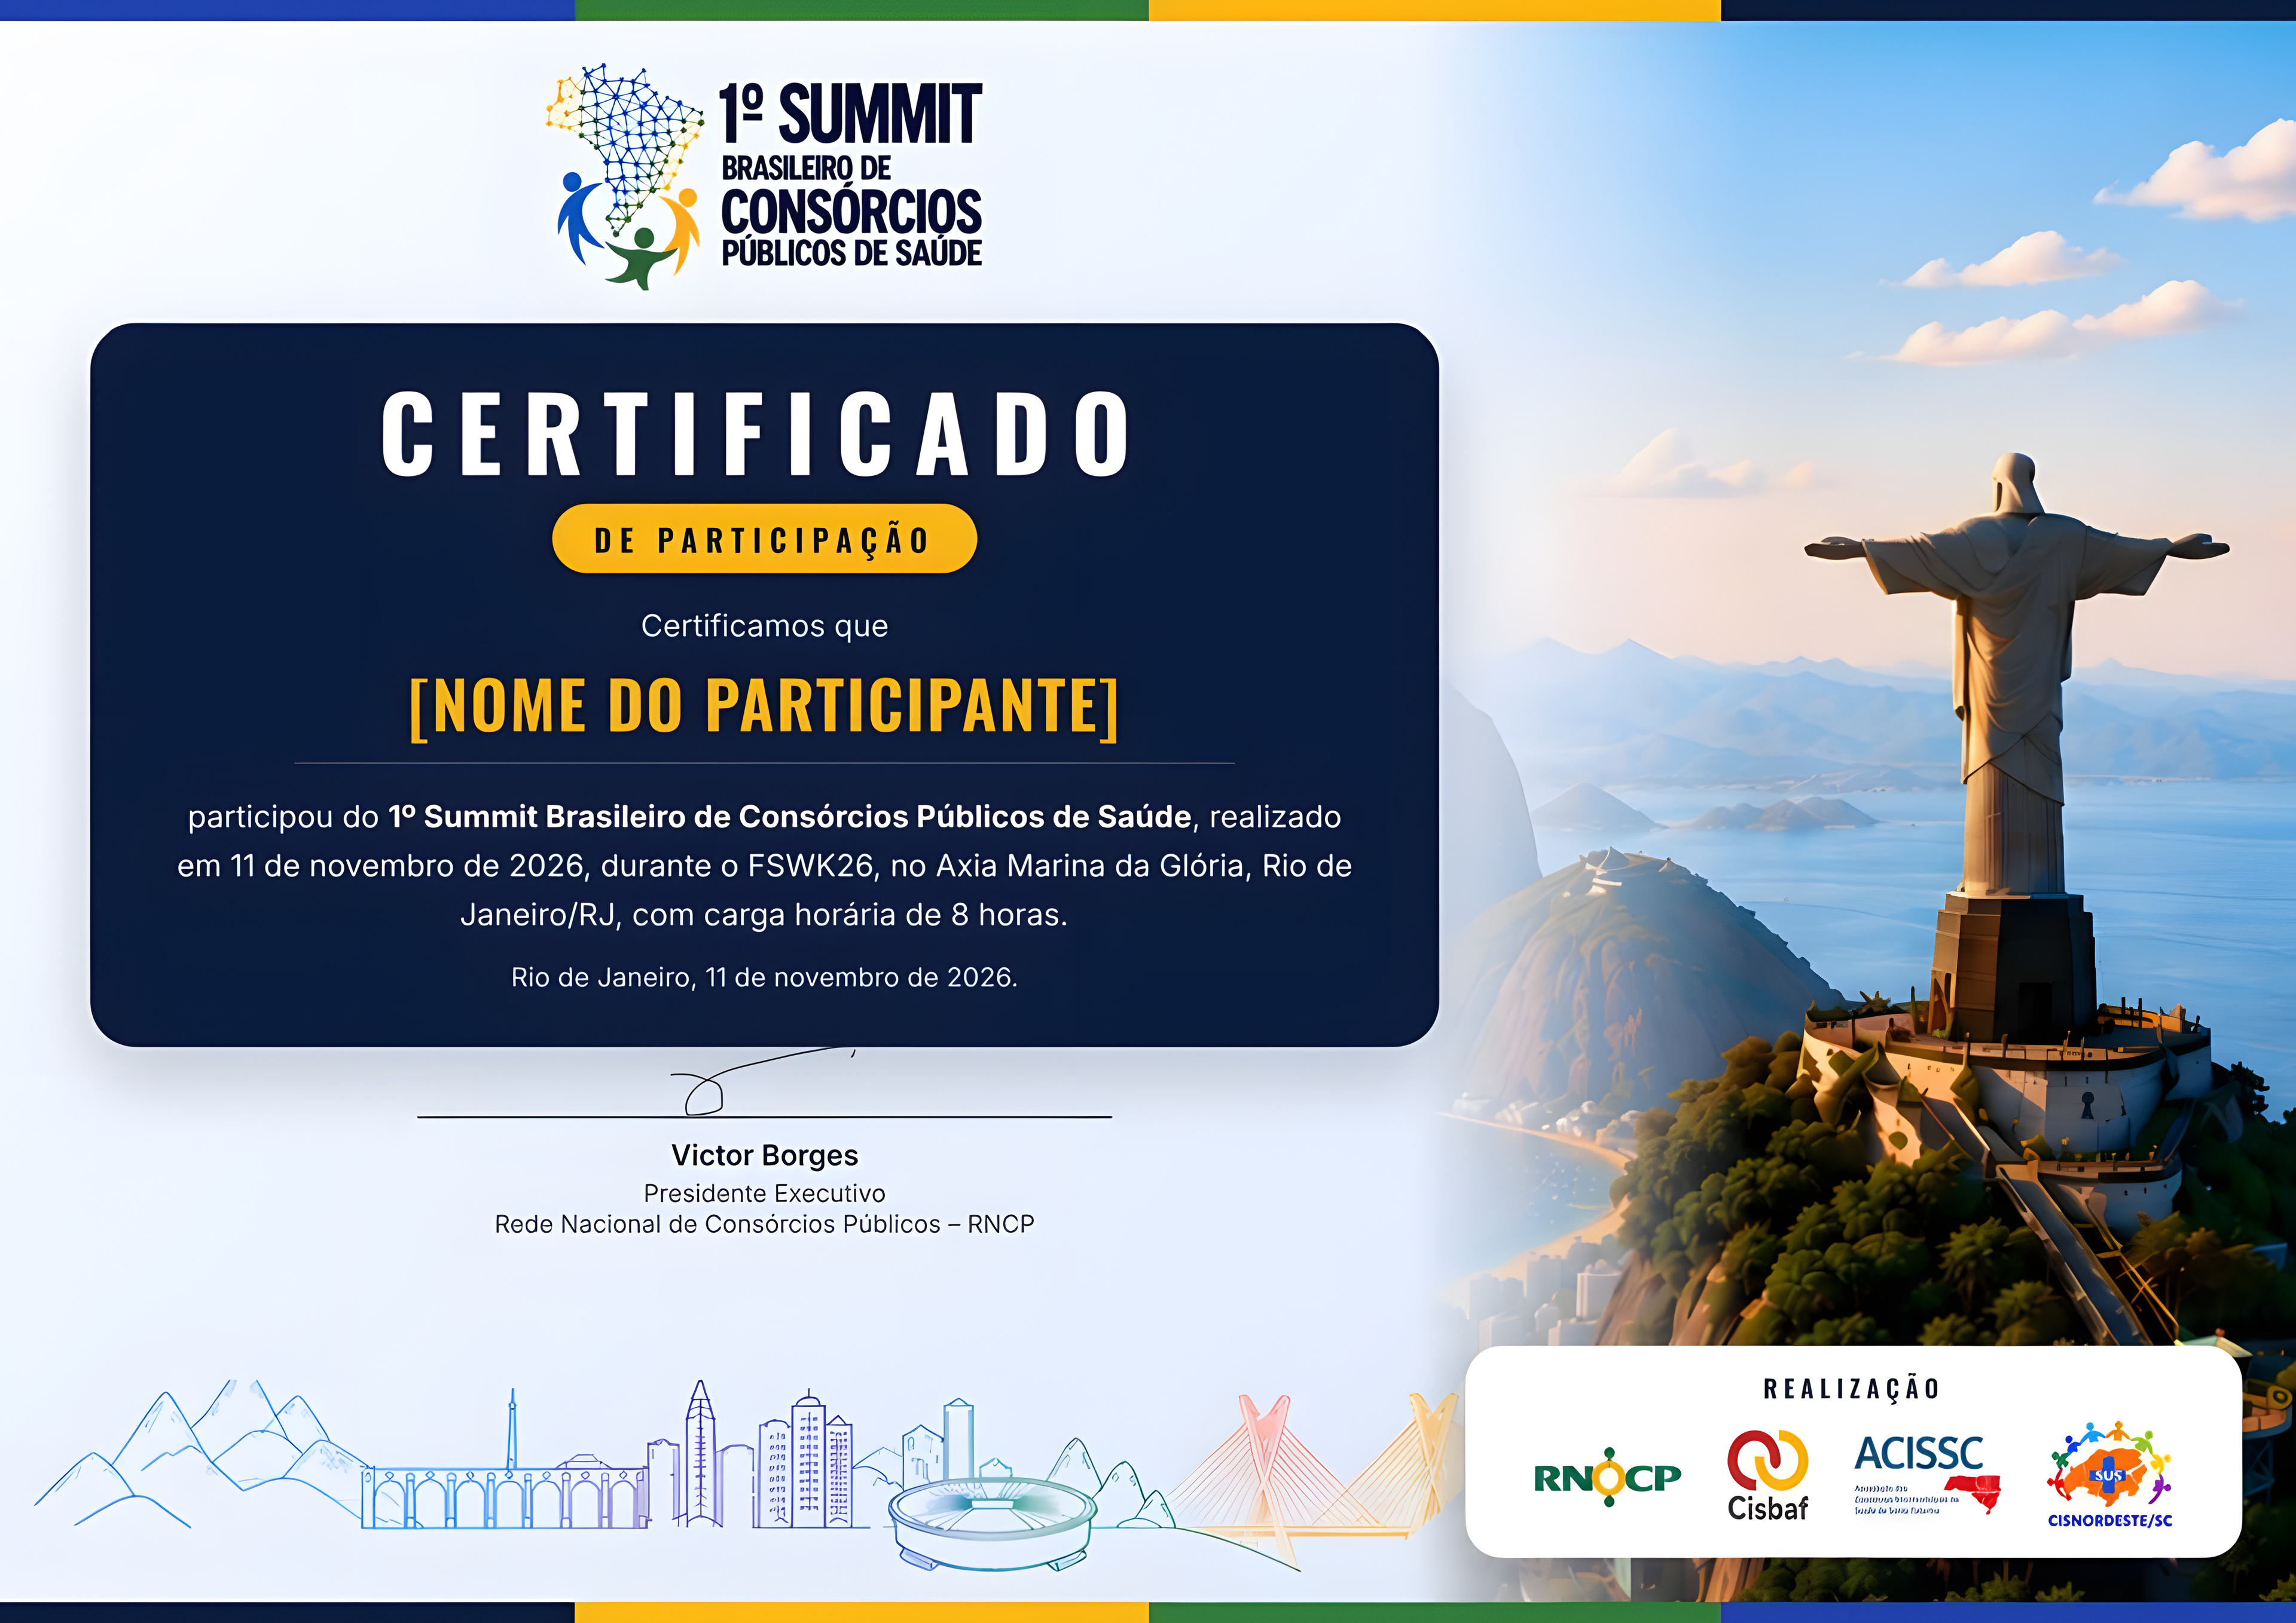 1º SUMMIT
BRASILEIRO DE
CONSÓRCIOS
PÚBLICOS DE SAÚDE
CERTIFICADO
DE PARTICIPAÇÃO
Certificamos que
[NOME DO PARTICIPANTE]
participou do 1º Summit Brasileiro de Consórcios Públicos de Saúde, realizado
em 11 de novembro de 2026, durante o FSWK26, no Axia Marina da Glória, Rio de
Janeiro/RJ, com carga horária de 8 horas.
Rio de Janeiro, 11 de novembro de 2026.
Victor Borges
Presidente Executivo
Rede Nacional de Consórcios Públicos – RNCP
REALIZAÇÃO
RNCP
Cisbaf
ACISSC
SUS
CISNORDESTE/SC